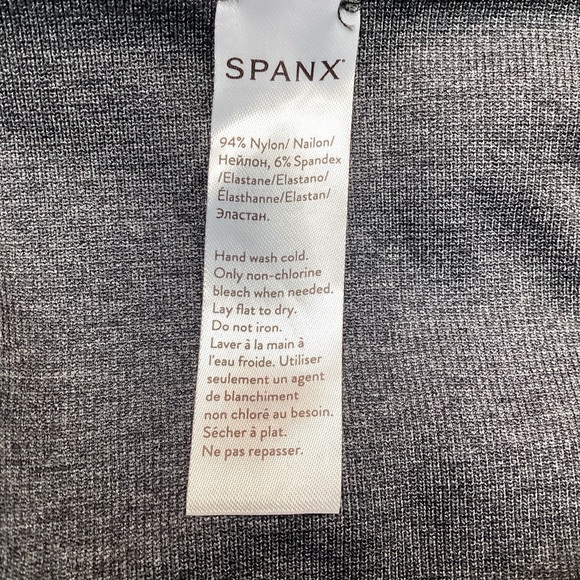 SPANX®
94% Nylon/ Nailon/
Нейлон, 6% Spandex
/Elastane/Elastano/
Élasthanne/Elastan/
Эластан.
Hand wash cold.
Only non-chlorine
bleach when needed.
Lay flat to dry.
Do not iron.
Laver à la main à
l'eau froide. Utiliser
seulement un agent
de blanchiment
non chloré au besoin.
Sécher à plat.
Ne pas repasser.